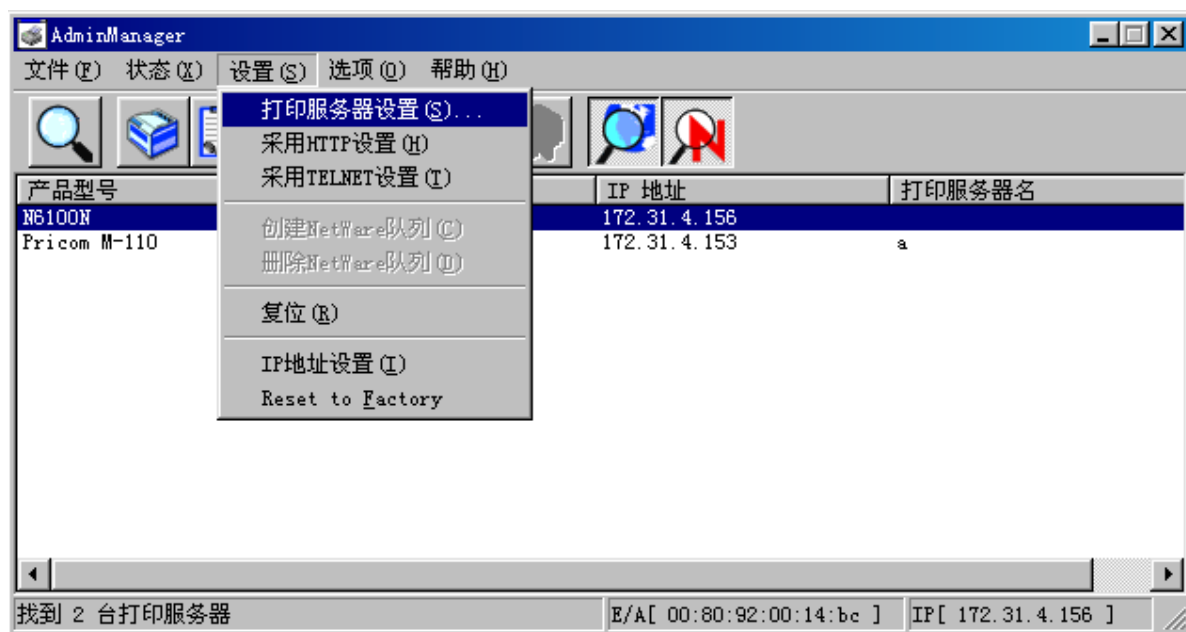 AdminManager
文件(F) 状态(X) 设置(S) 选项(O) 帮助(H)
打印服务器设置(S)...
采用HTTP设置(H)
采用TELNET设置(T)
创建NetWare队列(C)
删除NetWare队列(D)
复位(R)
IP地址设置(I)
Reset to Factory
产品型号 IP 地址 打印服务器名
N6100N 172.31.4.156
Pricom M-110 172.31.4.153 a
找到 2 台打印服务器 E/A[ 00:80:92:00:14:bc ] IP[ 172.31.4.156 ]